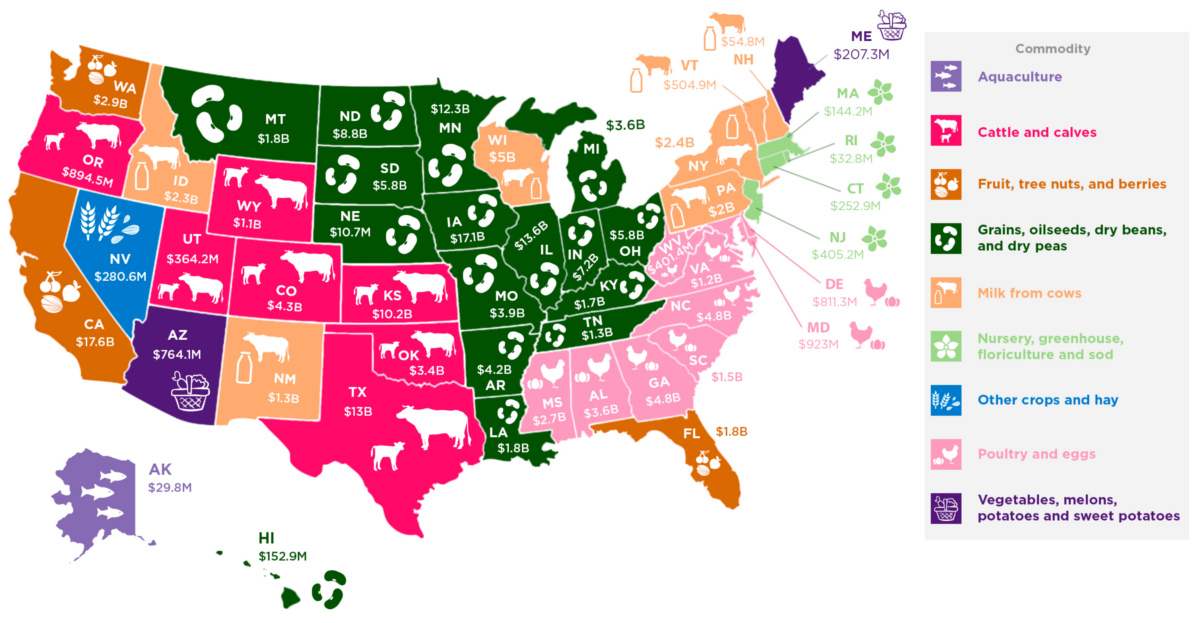 WA
$2.9B
OR
$894.5M
ID
$2.3B
MT
$1.8B
WY
$1.1B
NV
$280.6M
UT
$364.2M
CO
$4.3B
CA
$17.6B
AZ
$764.1M
NM
$1.3B
ND
$8.8B
SD
$5.8B
NE
$10.7M
KS
$10.2B
OK
$3.4B
TX
$13B
$12.3B
MN
IA
$17.1B
MO
$3.9B
$4.2B
AR
LA
$1.8B
WI
$5B
$13.6B
IL
IN
$7.2B
$3.6B
MI
$5.8B
OH
KY
$1.7B
TN
$1.3B
MS
$2.7B
AL
$3.6B
GA
$4.8B
FL
$1.8B
SC
$1.5B
NC
$4.8B
VA
$1.2B
WV
$401.4M
PA
$2B
$2.4B
NY
VT
$504.9M
$54.8M
NH
ME
$207.3M
MA
$144.2M
RI
$32.8M
CT
$252.9M
NJ
$405.2M
DE
$811.3M
MD
$923M
AK
$29.8M
HI
$152.9M
Commodity
Aquaculture
Cattle and calves
Fruit, tree nuts, and berries
Grains, oilseeds, dry beans,
and dry peas
Milk from cows
Nursery, greenhouse,
floriculture and sod
Other crops and hay
Poultry and eggs
Vegetables, melons,
potatoes and sweet potatoes